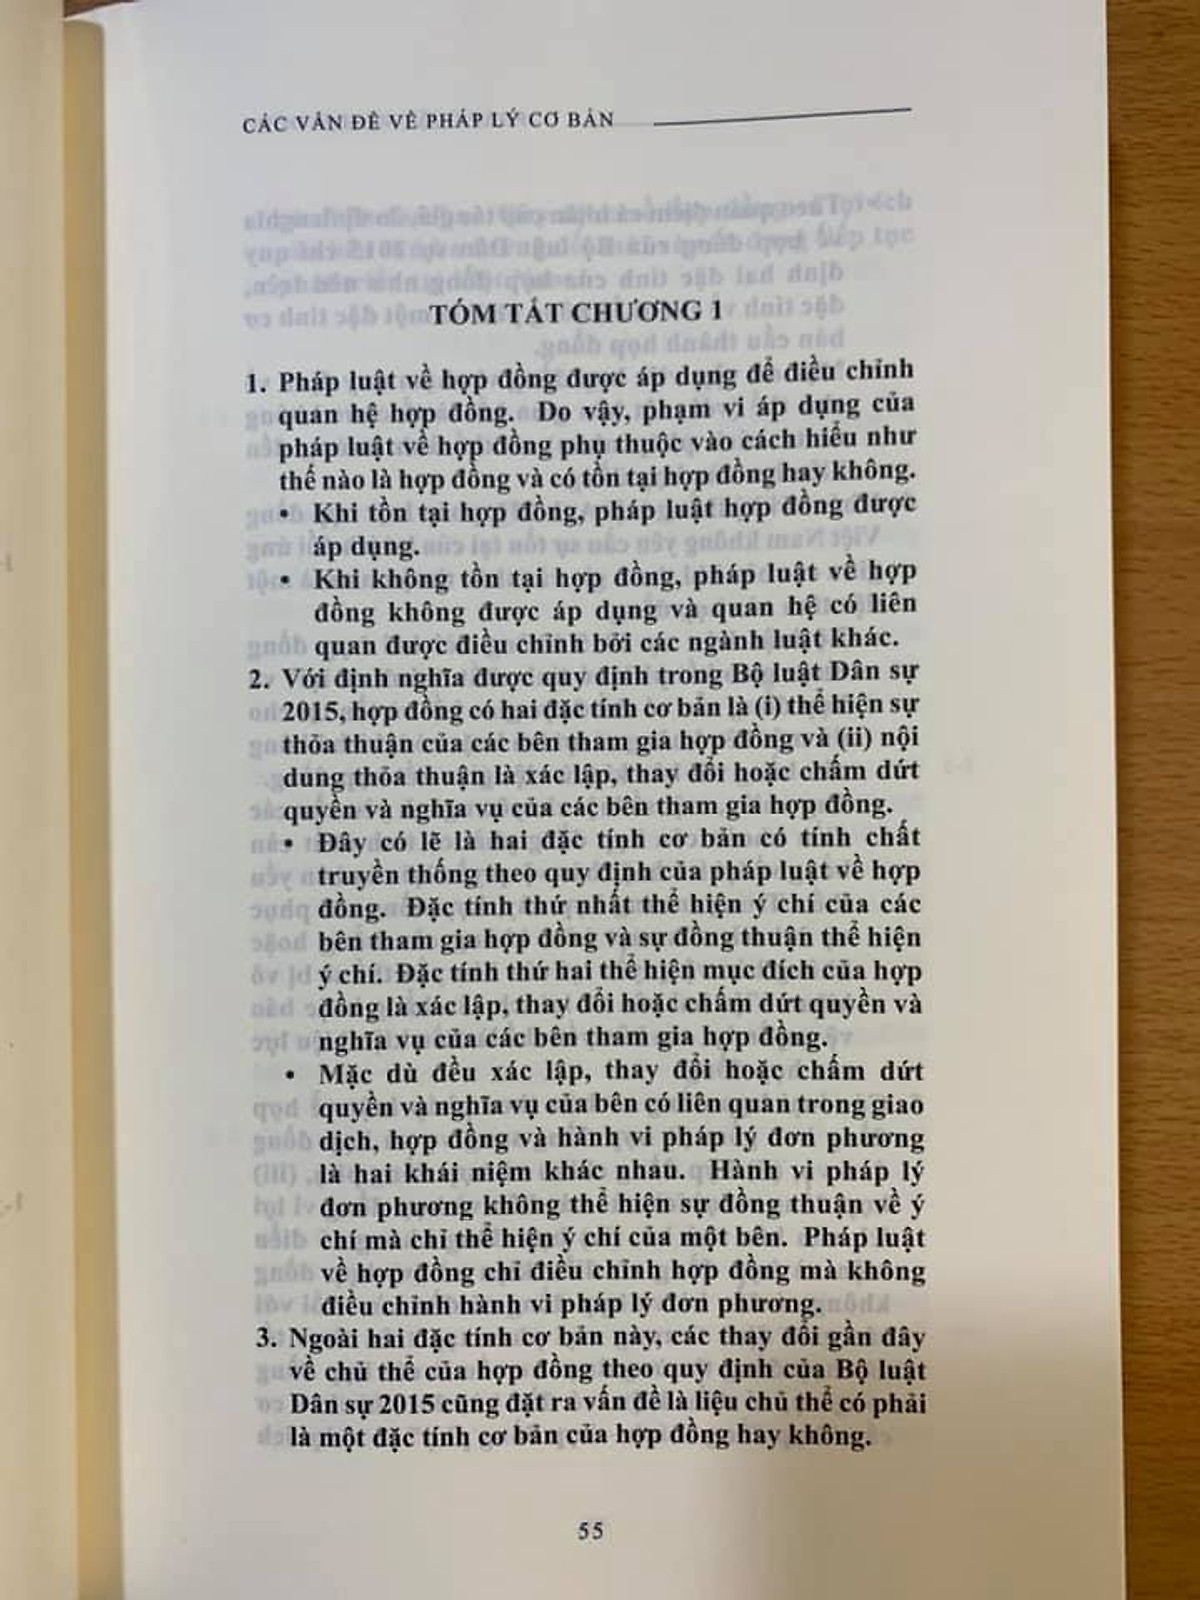 CÁC VẤN ĐỀ VỀ PHÁP LÝ CƠ BẢN
TÓM TẮT CHƯƠNG 1
1. Pháp luật về hợp đồng được áp dụng để điều chỉnh
quan hệ hợp đồng. Do vậy, phạm vi áp dụng của
pháp luật về hợp đồng phụ thuộc vào cách hiểu như
thế nào là hợp đồng và có tồn tại hợp đồng hay không.
• Khi tồn tại hợp đồng, pháp luật hợp đồng được
áp dụng.
• Khi không tồn tại hợp đồng, pháp luật về hợp
đồng không được áp dụng và quan hệ có liên
quan được điều chỉnh bởi các ngành luật khác.
2. Với định nghĩa được quy định trong Bộ luật Dân sự
2015, hợp đồng có hai đặc tính cơ bản là (i) thể hiện sự
thỏa thuận của các bên tham gia hợp đồng và (ii) nội
dung thỏa thuận là xác lập, thay đổi hoặc chấm dứt
quyền và nghĩa vụ của các bên tham gia hợp đồng.
• Đây có lẽ là hai đặc tính cơ bản có tính chất
truyền thống theo quy định của pháp luật về hợp
đồng. Đặc tính thứ nhất thể hiện ý chí của các
bên tham gia hợp đồng và sự đồng thuận thể hiện
ý chí. Đặc tính thứ hai thể hiện mục đích của hợp
đồng là xác lập, thay đổi hoặc chấm dứt quyền và
nghĩa vụ của các bên tham gia hợp đồng.
• Mặc dù đều xác lập, thay đổi hoặc chấm dứt
quyền và nghĩa vụ của bên có liên quan trong giao
dịch, hợp đồng và hành vi pháp lý đơn phương
là hai khái niệm khác nhau. Hành vi pháp lý
đơn phương không thể hiện sự đồng thuận về ý
chí mà chỉ thể hiện ý chí của một bên. Pháp luật
về hợp đồng chỉ điều chỉnh hợp đồng mà không
điều chỉnh hành vi pháp lý đơn phương.
3. Ngoài hai đặc tính cơ bản này, các thay đổi gần đây
về chủ thể của hợp đồng theo quy định của Bộ luật
Dân sự 2015 cũng đặt ra vấn đề là liệu chủ thể có phải
là một đặc tính cơ bản của hợp đồng hay không.
55